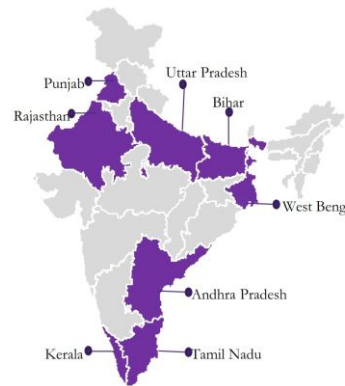 Punjab
Uttar Pradesh
Rajasthan
Bihar
West Beng
Andhra Pradesh
Kerala
Tamil Nadu